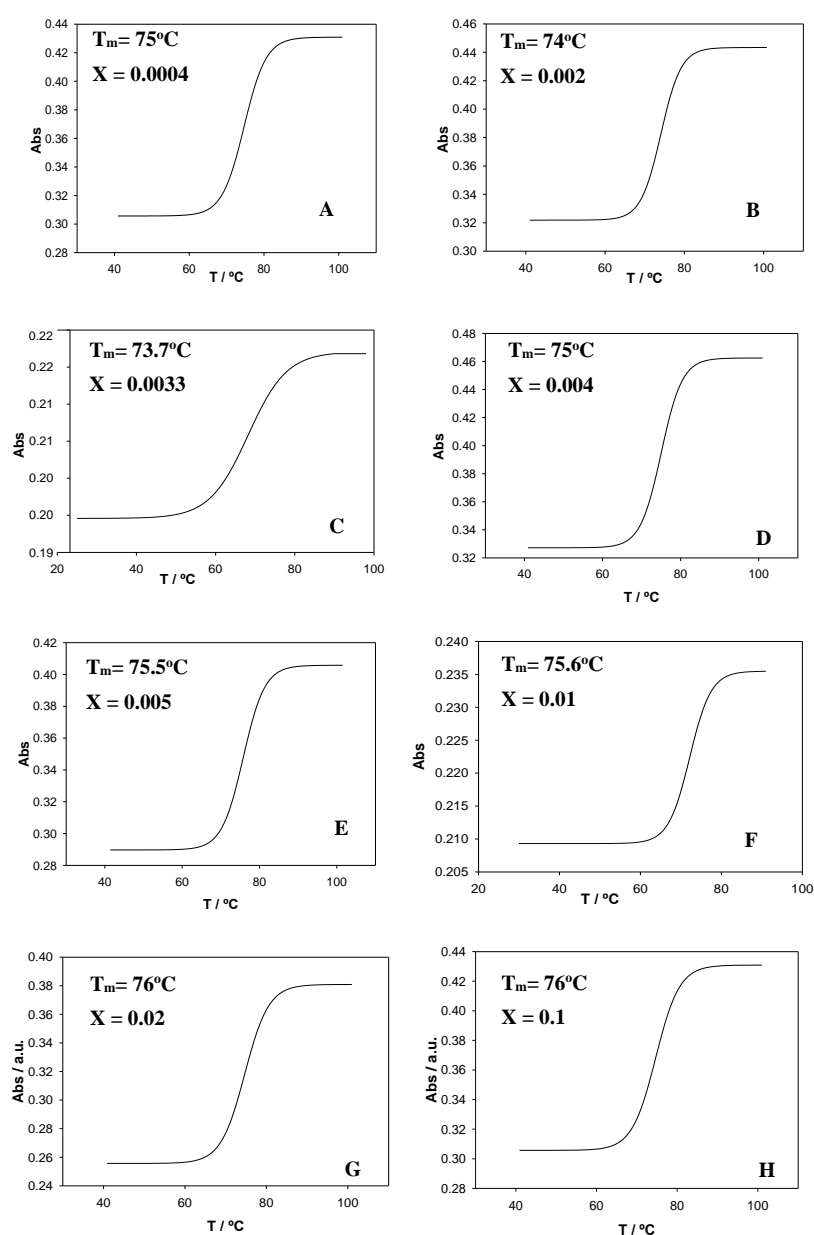 0.44
0.42
0.40
0.38
0.36
0.34
0.32
0.30
0.28
Tm= 75ºC
X = 0.0004
Abs
A
40 60 80 100
T / ºC
0.46
0.44
0.42
0.40
0.38
0.36
0.34
0.32
0.30
Tm= 74ºC
X = 0.002
Abs
B
40 60 80 100
T / ºC
0.22
0.22
0.21
0.21
0.20
0.20
0.19
Tm= 73.7ºC
X = 0.0033
Abs
C
20 40 60 80 100
T / ºC
0.48
0.46
0.44
0.42
0.40
0.38
0.36
0.34
0.32
Tm= 75ºC
X = 0.004
Abs
D
40 60 80 100
T / ºC
0.42
0.40
0.38
0.36
0.34
0.32
0.30
0.28
Tm= 75.5ºC
X = 0.005
Abs
E
40 60 80 100
T / ºC
0.240
0.235
0.230
0.225
0.220
0.215
0.210
0.205
Tm= 75.6ºC
X = 0.01
Abs
F
20 40 60 80 100
T / ºC
0.40
0.38
0.36
0.34
0.32
0.30
0.28
0.26
0.24
Tm= 76ºC
X = 0.02
Abs / a.u.
G
40 60 80 100
T / ºC
0.44
0.42
0.40
0.38
0.36
0.34
0.32
0.30
0.28
Tm= 76ºC
X = 0.1
Abs / a.u.
H
40 60 80 100
T / ºC